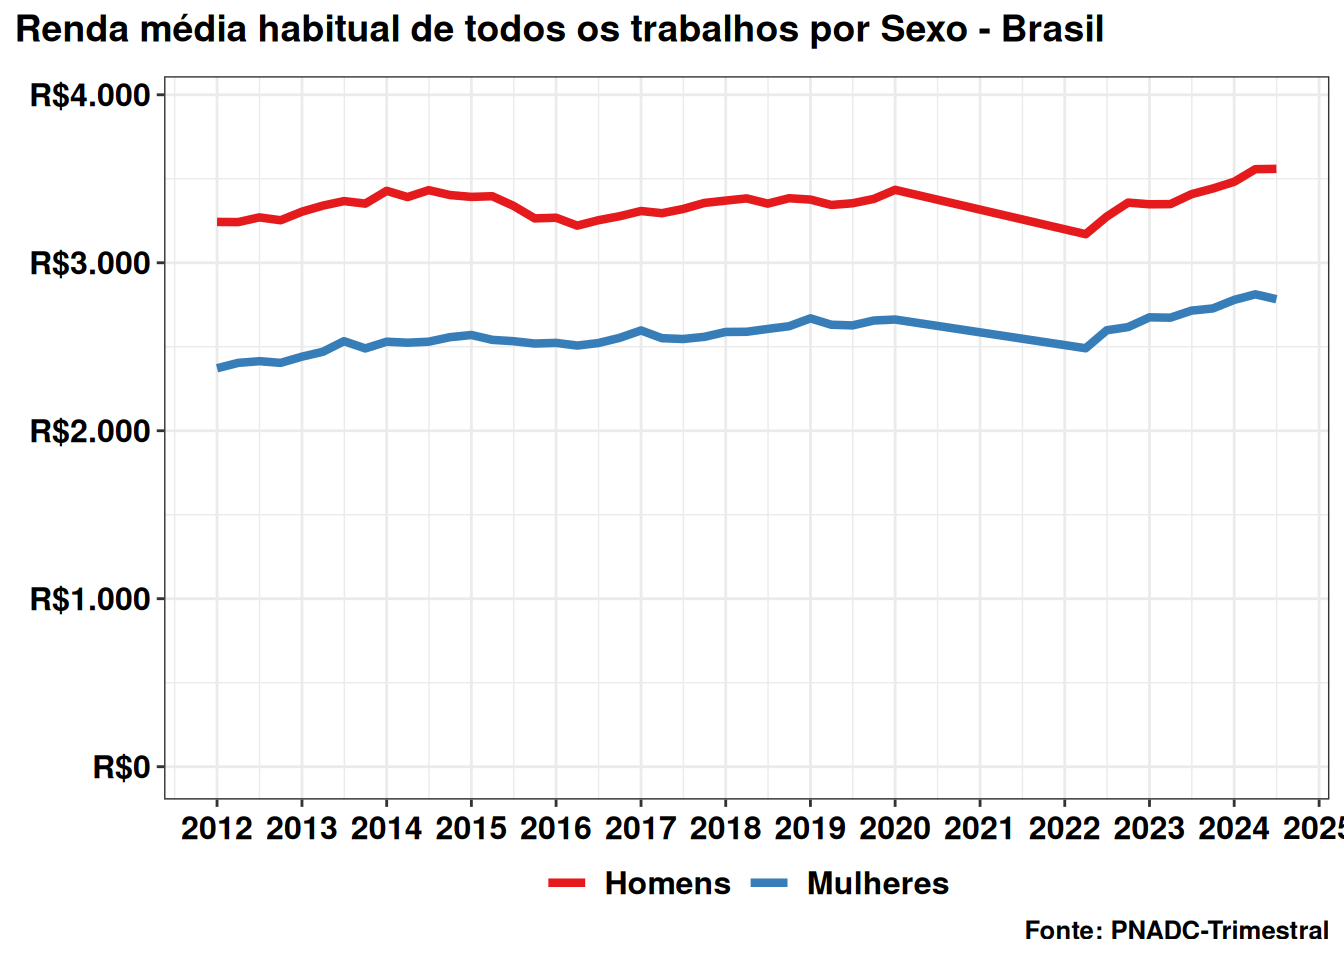 Renda média habitual de todos os trabalhos por Sexo - Brasil
R$4.000
R$3.000
R$2.000
R$1.000
R$0
2012 2013 2014 2015 2016 2017 2018 2019 2020 2021 2022 2023 2024 2025
Homens Mulheres
Fonte: PNADC-Trimestral